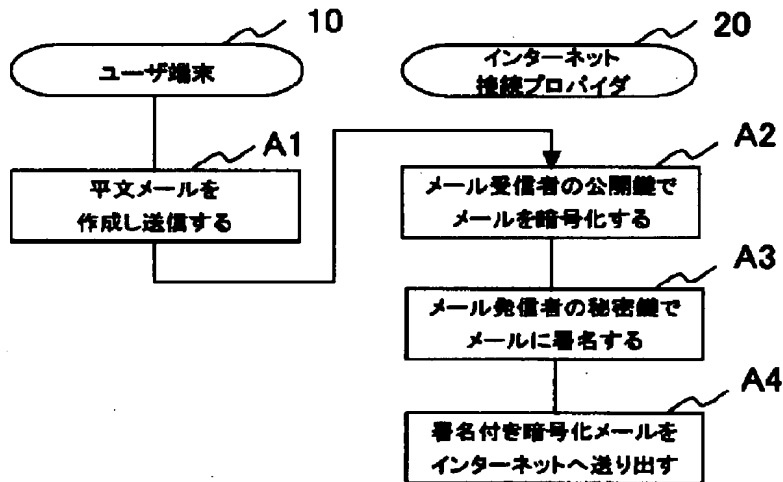 10
ユーザ端末
20
インターネット
接続プロバイダ
A1
平文メールを
作成し送信する
A2
メール受信者の公開鍵で
メールを暗号化する
A3
メール発信者の秘密鍵で
メールに署名する
A4
署名付き暗号化メールを
インターネットへ送り出す